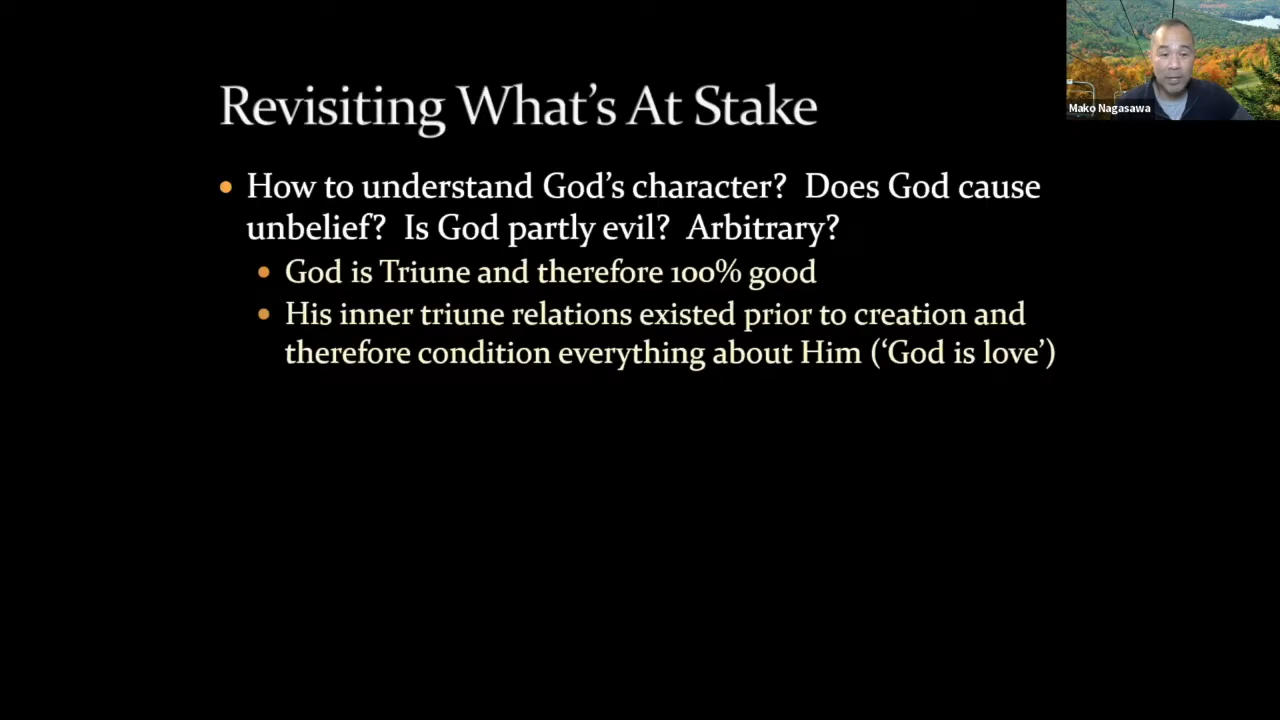 Revisiting What's At Stake
Mako Nagasawa
• How to understand God's character?  Does God cause
unbelief?  Is God partly evil?  Arbitrary?
• God is Triune and therefore 100% good
• His inner triune relations existed prior to creation and
therefore condition everything about Him (‘God is love’)